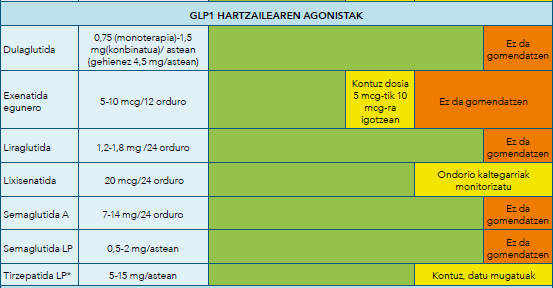 GLP1 HARTZAILEAREN AGONISTAK
Dulaglutida
0,75 (monoterapia)-1,5
mg(konbinatua)/ astean
(gehienez 4,5 mg/astean)
Ez da
gomendatzen
Exenatida
egunero
5-10 mcg/12 orduro
Kontuz dosia
5 mcg-tik 10
mcg-ra
igotzean
Ez da gomendatzen
Liraglutida
1,2-1,8 mg /24 orduro
Ez da
gomendatzen
Lixisenatida
20 mcg/24 orduro
Ondorio kaltegarriak
monitorizatu
Semaglutida A
7-14 mg/24 orduro
Ez da
gomendatzen
Semaglutida LP
0,5-2 mg/astean
Ez da
gomendatzen
Tirzepatida LP*
5-15 mg/astean
Kontuz, datu mugatuak